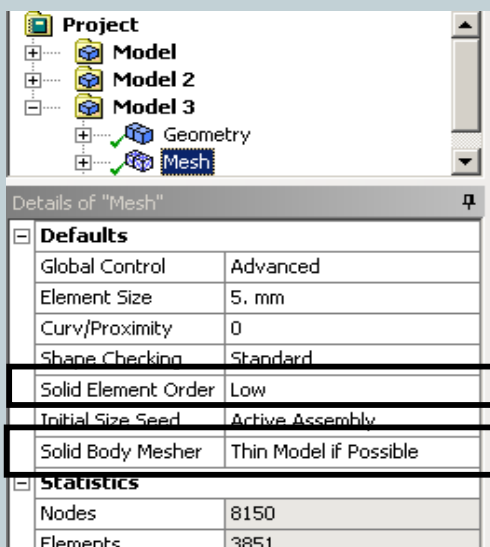 Project
Model
Model 2
Model 3
Geometry
Mesh
Details of "Mesh"
Defaults
Global Control Advanced
Element Size 5. mm
Curv/Proximity 0
Shape Checking Standard
Solid Element Order Low
Initial Size Seed Active Assembly
Solid Body Mesher Thin Model if Possible
Statistics
Nodes 8150
Elements 3851